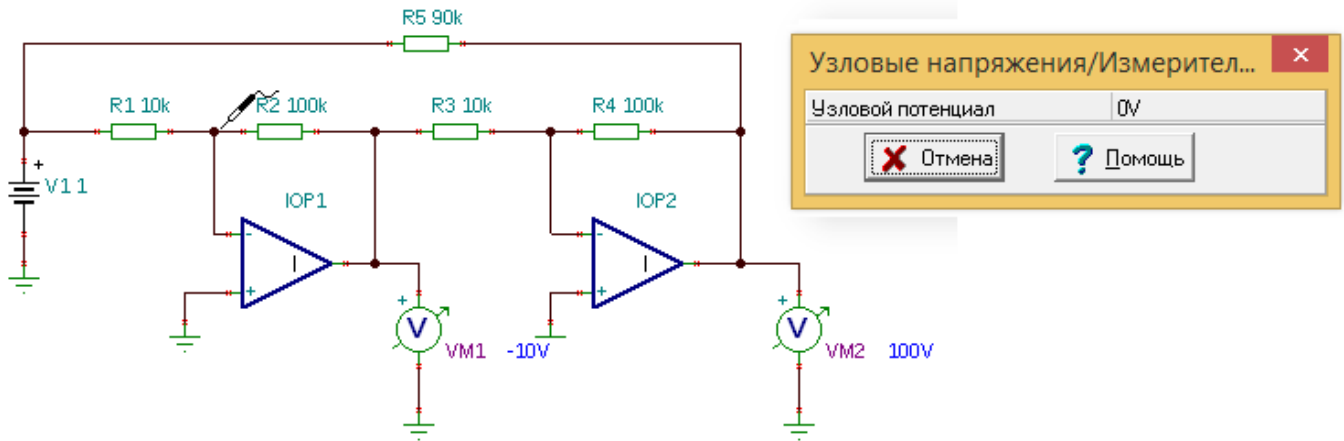 R5 90k
Узловые напряжения/Измерител...
R1 10k
R2 100k
R3 10k
R4 100k
Узловой потенциал 0V
Отмена
? Помощь
+
V1 1
IOP1
IOP2
-
I
+
-
I
+
+
V
VM1 -10V
+
V
VM2 100V